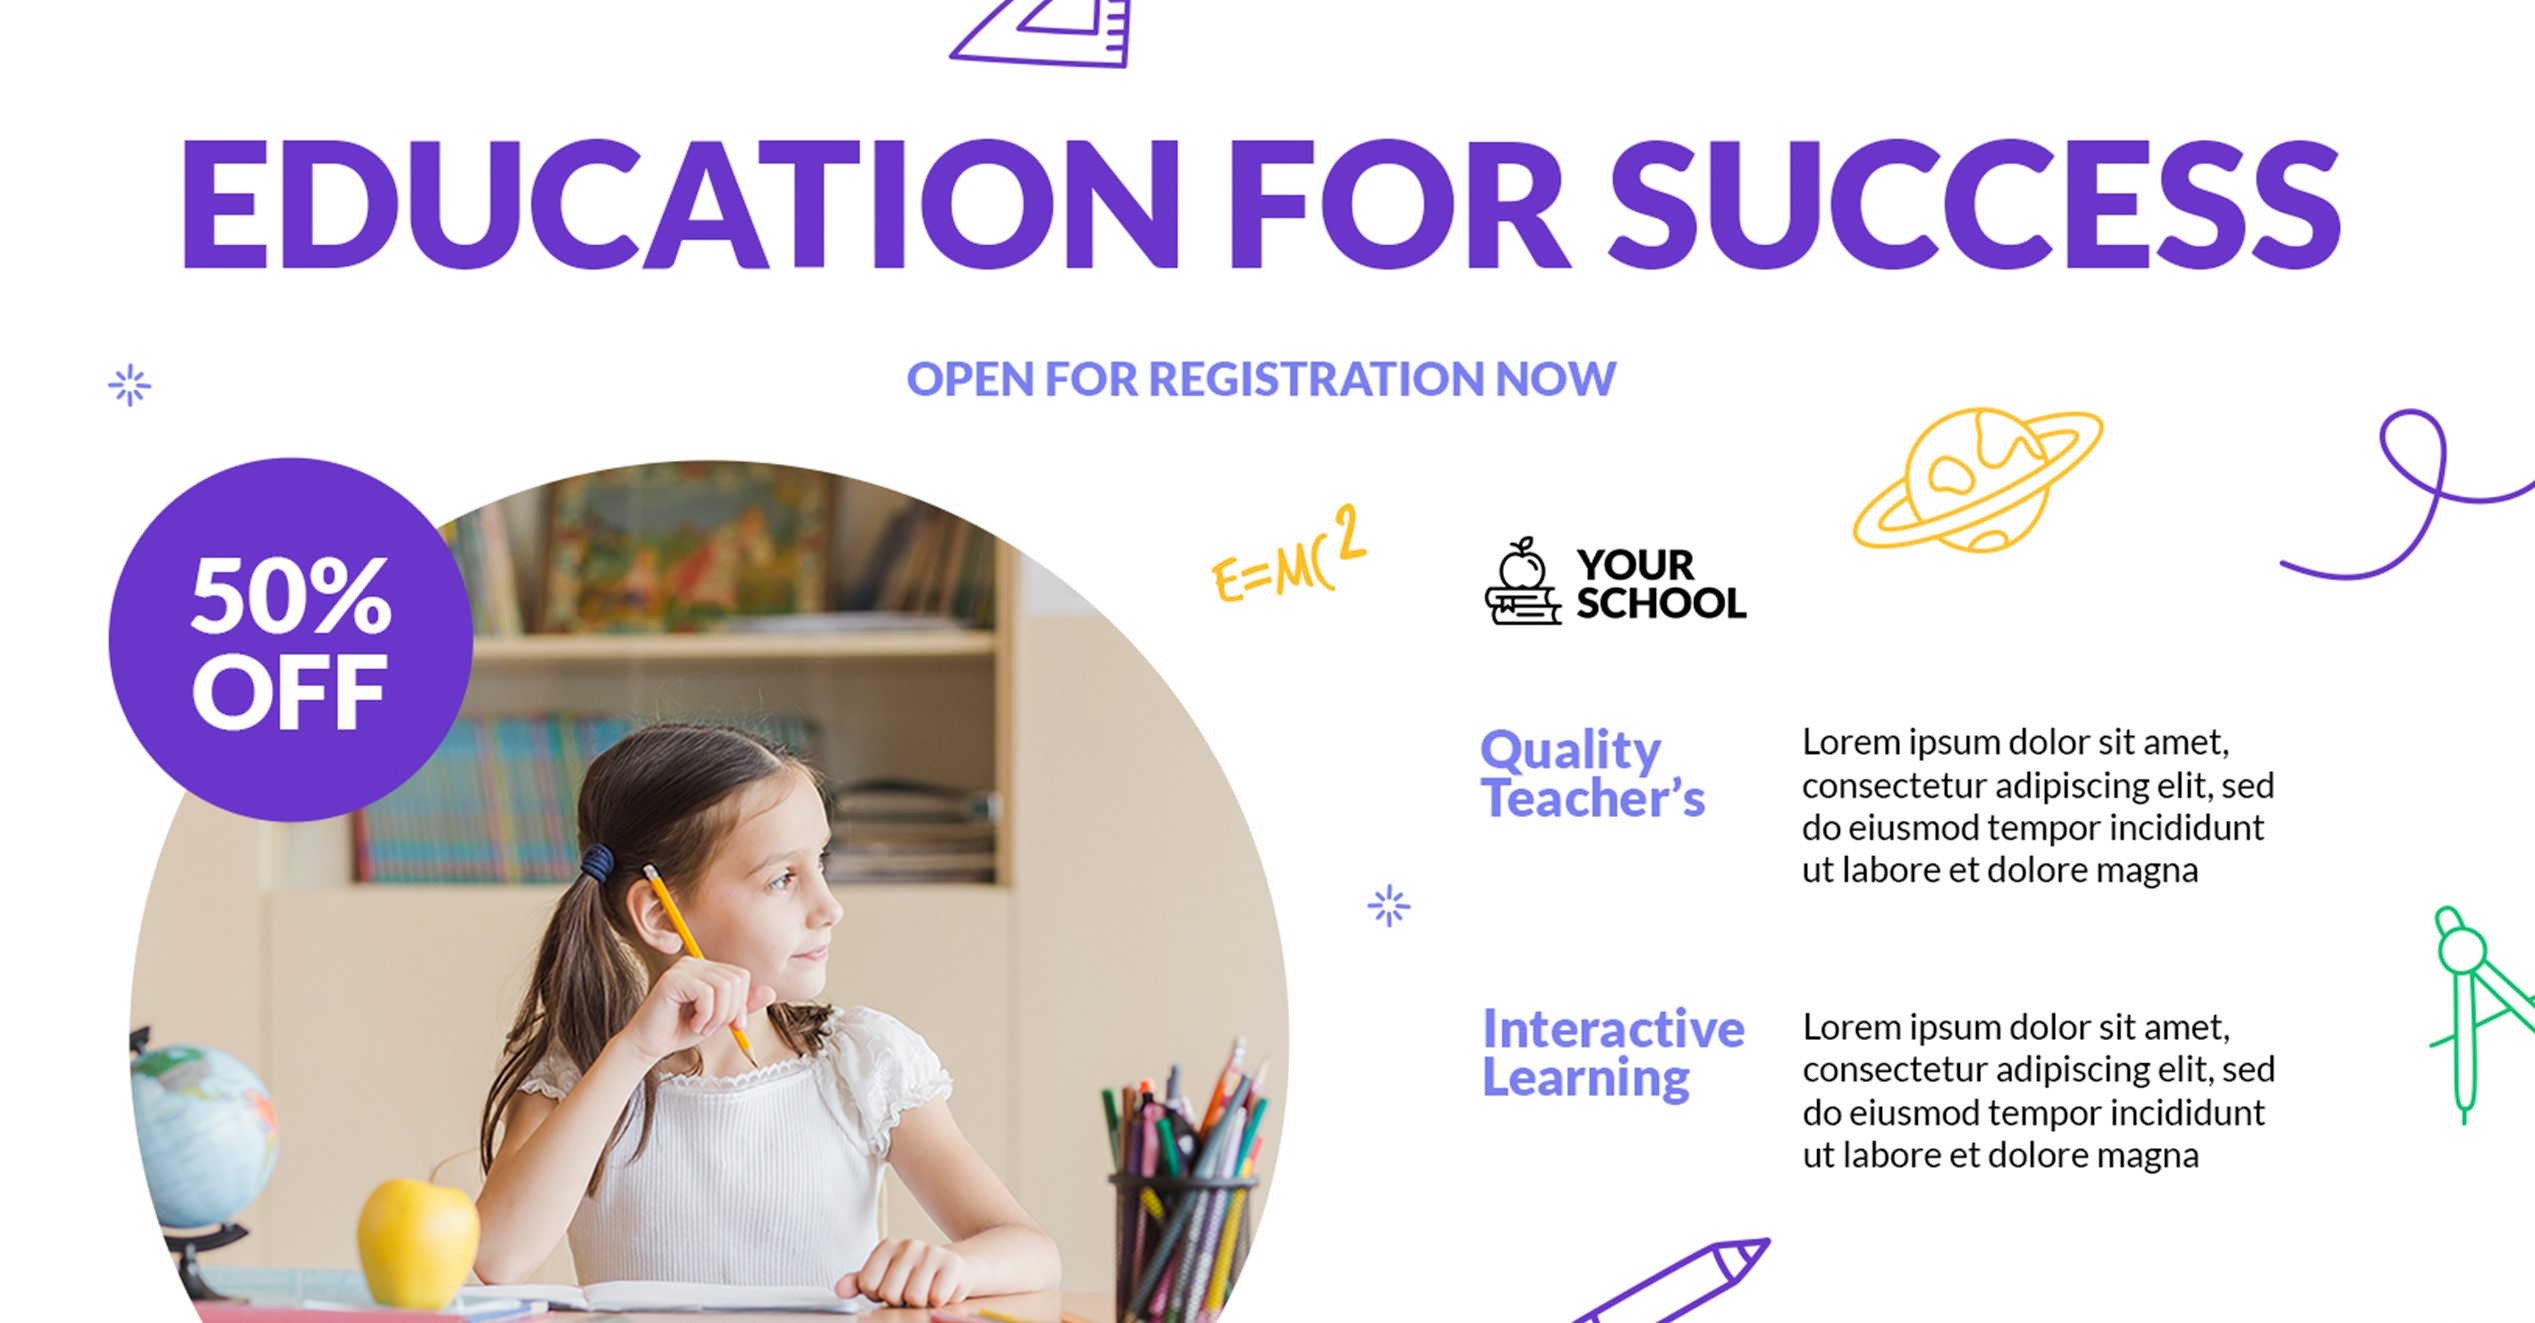 EDUCATION FOR SUCCESS
OPEN FOR REGISTRATION NOW
50%
OFF
E=MC²
YOUR
SCHOOL
Quality
Teacher’s
Lorem ipsum dolor sit amet,
consectetur adipiscing elit, sed
do eiusmod tempor incididunt
ut labore et dolore magna
Interactive
Learning
Lorem ipsum dolor sit amet,
consectetur adipiscing elit, sed
do eiusmod tempor incididunt
ut labore et dolore magna